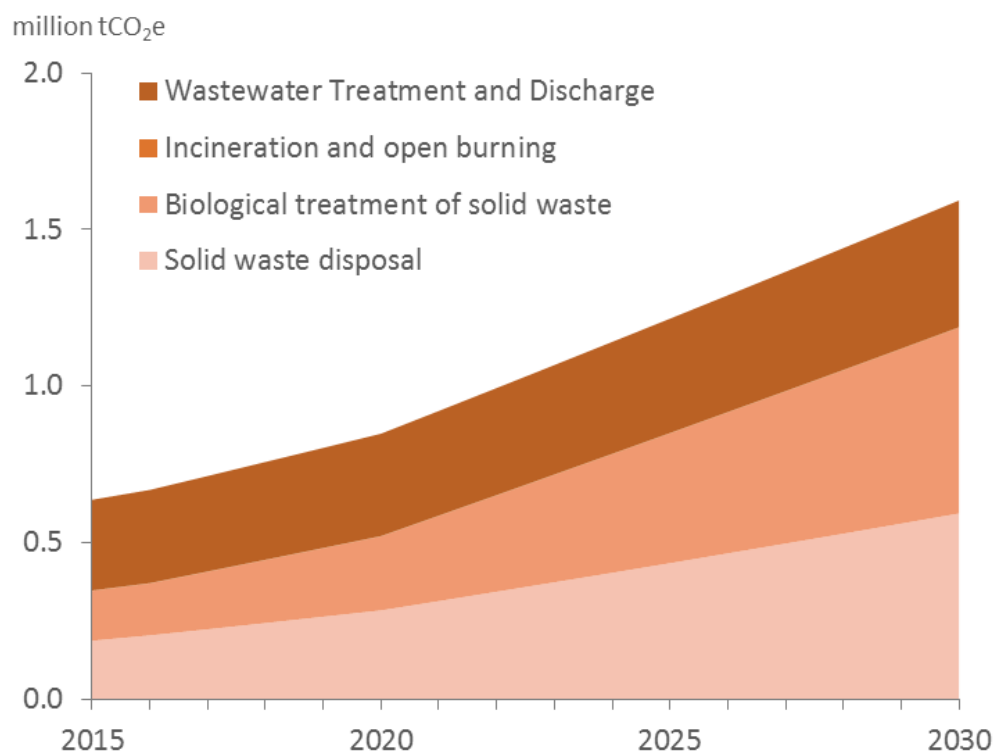 million tCO₂e
2.0
Wastewater Treatment and Discharge
Incineration and open burning
Biological treatment of solid waste
1.5
Solid waste disposal
1.0
0.5
0.0
2015 2020 2025 2030